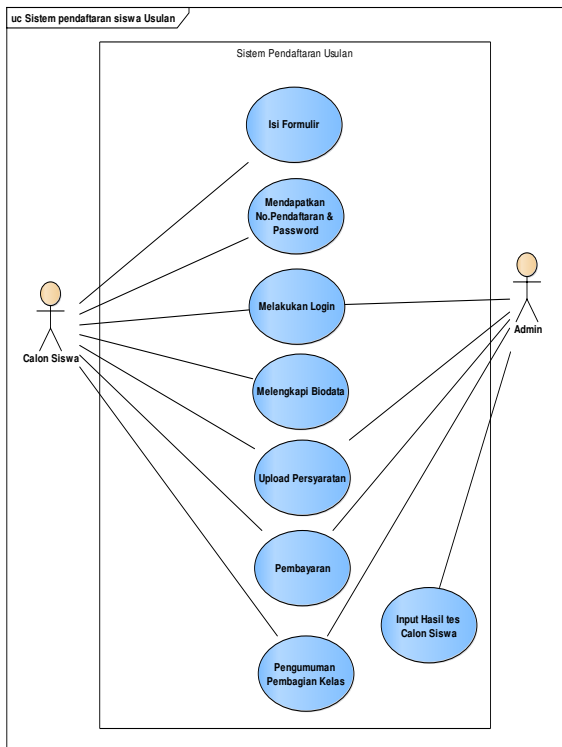 uc Sistem pendaftaran siswa Usulan
Sistem Pendaftaran Usulan
Isi Formulir
Mendapatkan
No.Pendaftaran &
Password
Melakukan Login
Calon Siswa
Admin
Melengkapi Biodata
Upload Persyaratan
Pembayaran
Input Hasil tes
Calon Siswa
Pengumuman
Pembagian Kelas